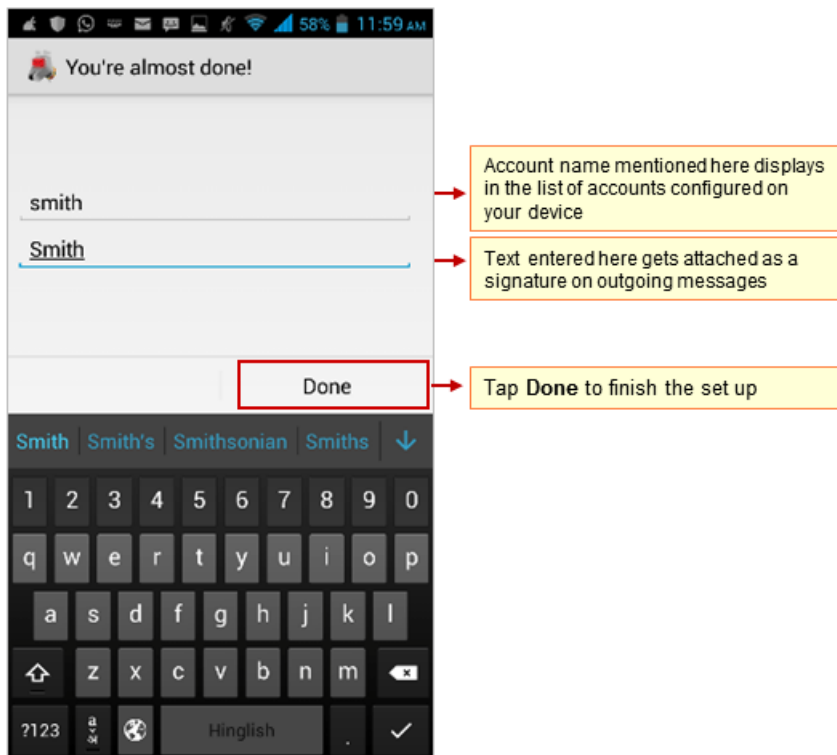 58% 11:59 AM
You're almost done!
smith
Smith
Done
Account name mentioned here displays
in the list of accounts configured on
your device
Text entered here gets attached as a
signature on outgoing messages
Tap Done to finish the set up
Smith Smith's Smithsonian Smiths
1 2 3 4 5 6 7 8 9 0
q w e r t y u i o p
a s d f g h j k l
z x c v b n m
?123 Hinglish .